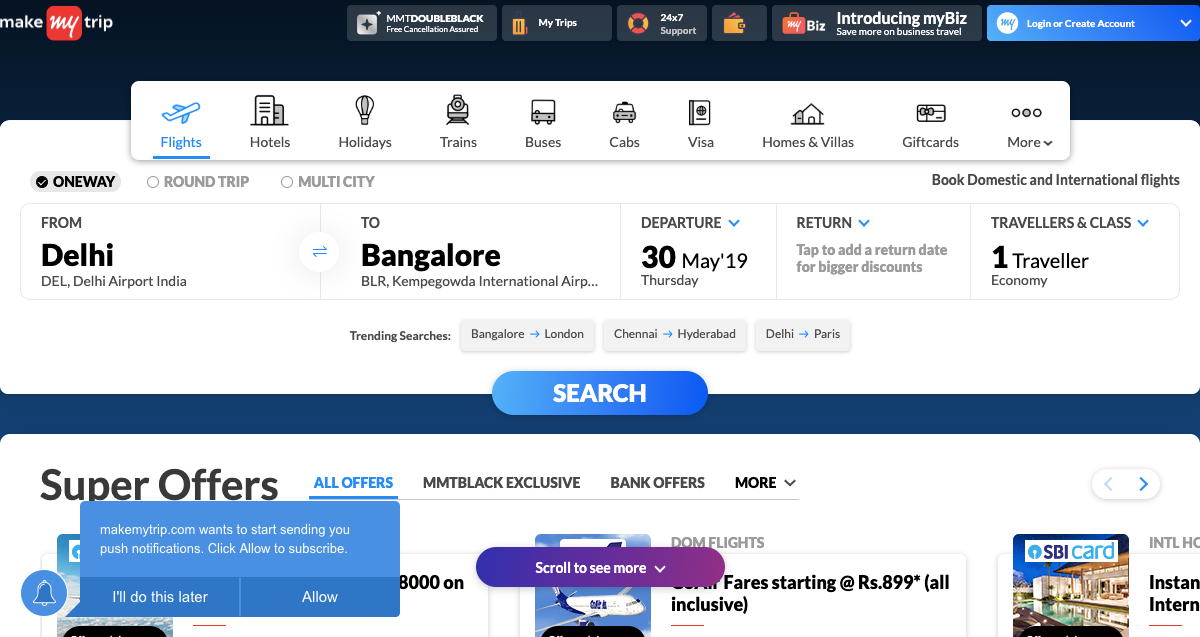 make my trip
MMTDOUBLEBLACK
Free Cancellation Assured
My Trips
24x7
Support
my Biz
Introducing myBiz
Save more on business travel
my
Login or Create Account
Flights
Hotels
Holidays
Trains
Buses
Cabs
Visa
Homes & Villas
Giftcards
More
ONEWAY
ROUND TRIP
MULTI CITY
Book Domestic and International flights
FROM
Delhi
DEL, Delhi Airport India
TO
Bangalore
BLR, Kempegowda International Airp...
DEPARTURE
30 May'19
Thursday
RETURN
Tap to add a return date
for bigger discounts
TRAVELLERS & CLASS
1 Traveller
Economy
Trending Searches:
Bangalore → London
Chennai → Hyderabad
Delhi → Paris
SEARCH
Super Offers
ALL OFFERS
MMTBLACK EXCLUSIVE
BANK OFFERS
MORE
makemytrip.com wants to start sending you
push notifications. Click Allow to subscribe.
I'll do this later
Allow
8000 on
Scroll to see more
DOM FLIGHTS
Fares starting @ Rs.899* (all
inclusive)
SBI card
INTL HO
Instan
Intern